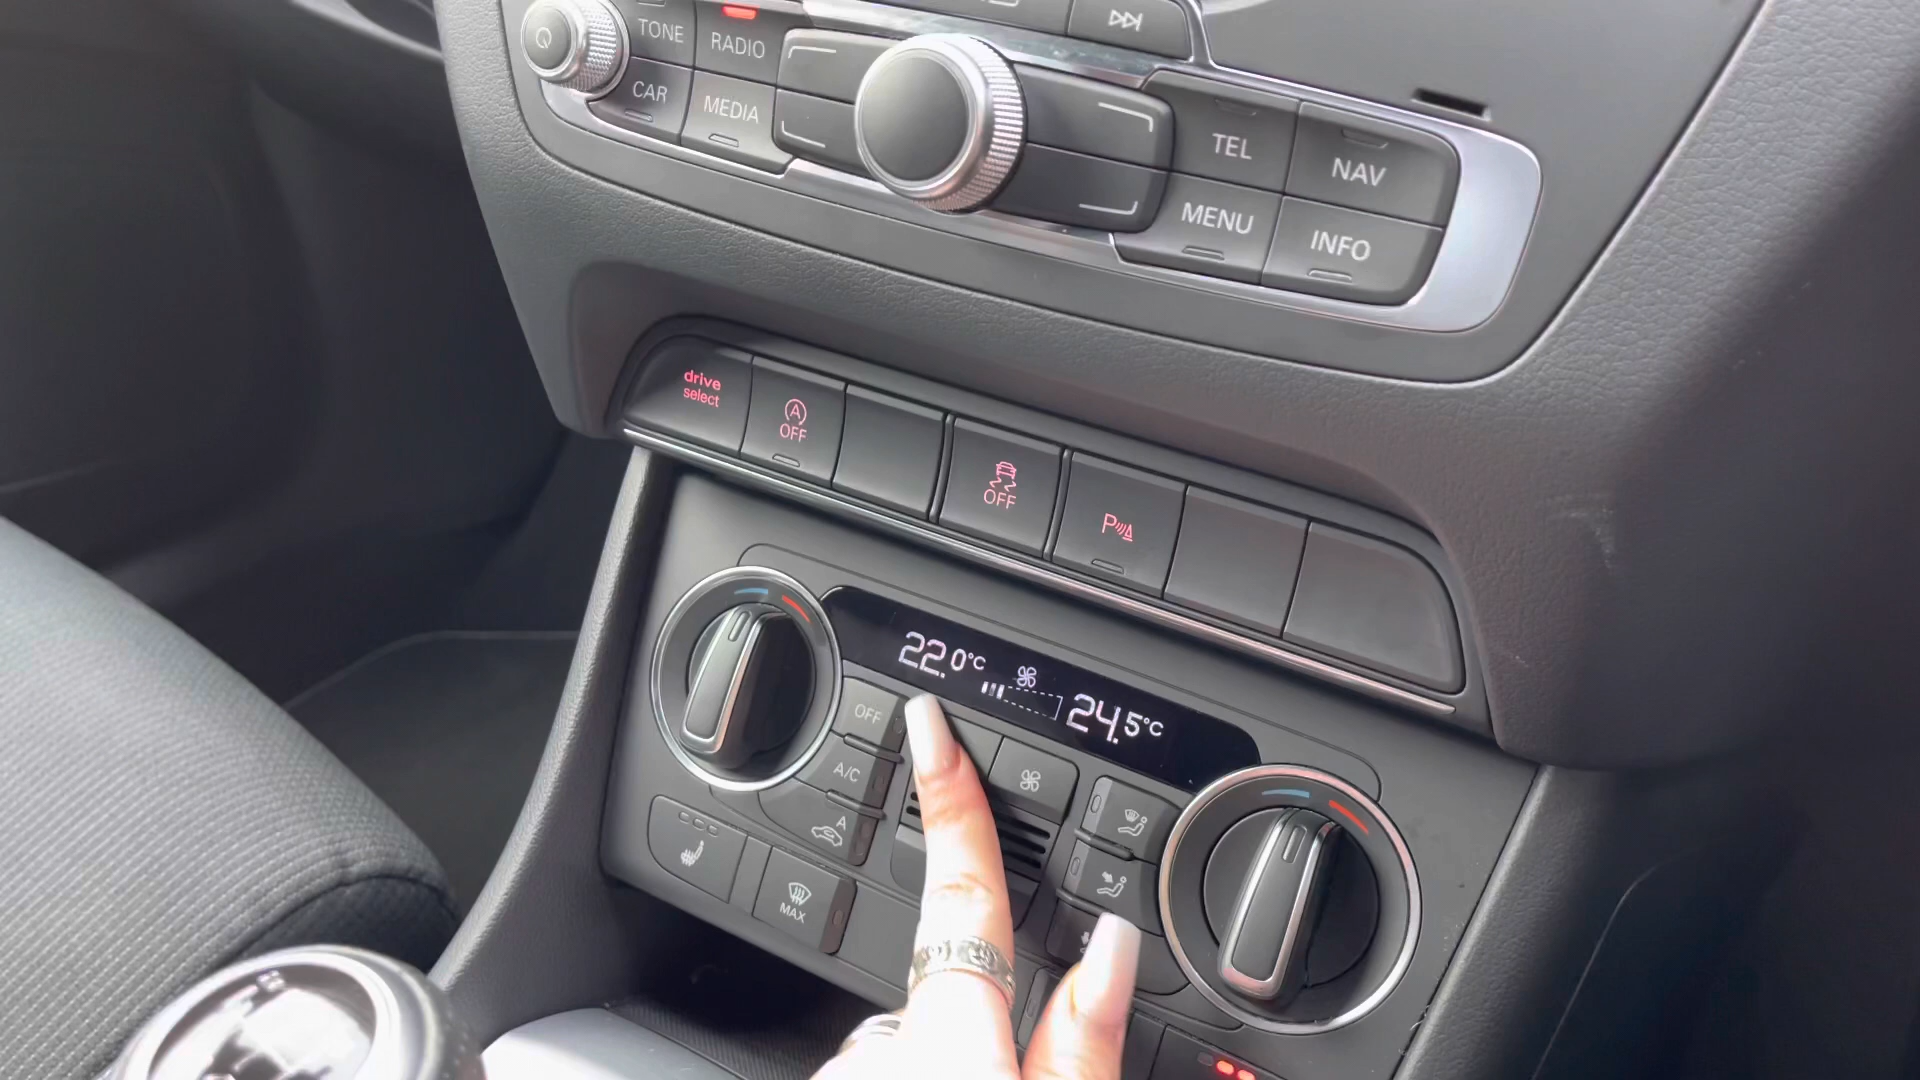 TONE
RADIO
CAR
MEDIA
TEL
NAV
MENU
INFO
drive
select
A
OFF
OFF
P
22.0°C
24.5°C
OFF
A/C
A
MAX